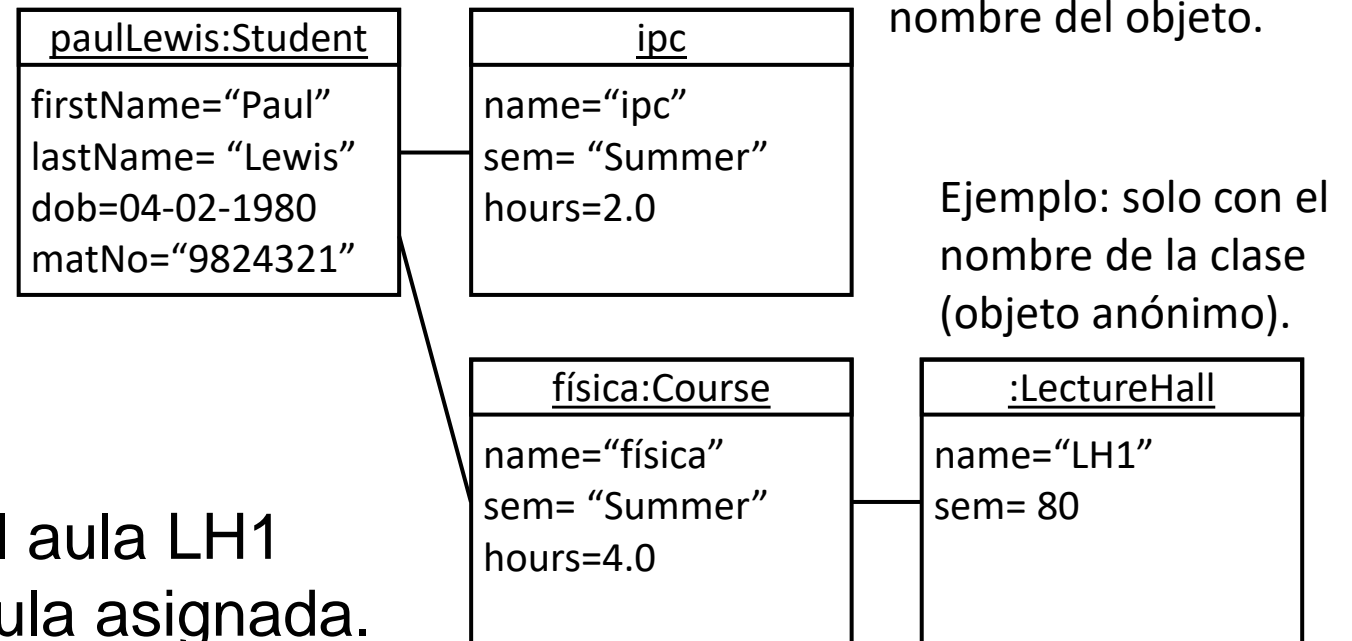 nombre del objeto.
paulLewis:Student
firstName=“Paul”
lastName= “Lewis”
dob=04-02-1980
matNo=“9824321”
ipc
name=“ipc”
sem= “Summer”
hours=2.0
Ejemplo: solo con el
nombre de la clase
(objeto anónimo).
física:Course
name=“física”
sem= “Summer”
hours=4.0
:LectureHall
name=“LH1”
sem= 80
l aula LH1
ula asignada.